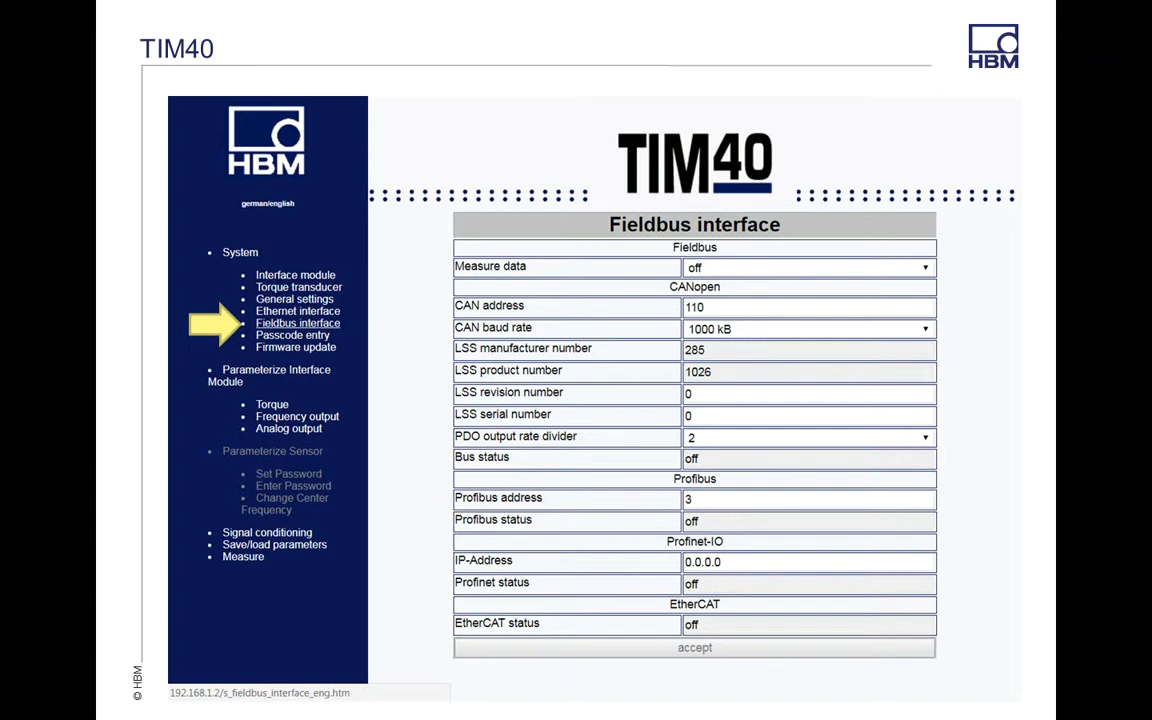 TIM40
HBM
HBM
german/english
TIM40
System
Interface module
Torque transducer
General settings
Ethernet interface
Fieldbus interface
Passcode entry
Firmware update
Parameterize Interface
Module
Torque
Frequency output
Analog output
Parameterize Sensor
Set Password
Enter Password
Change Center
Frequency
Signal conditioning
Save/load parameters
Measure
Fieldbus interface
Fieldbus
Measure data off
CANopen
CAN address 110
CAN baud rate 1000 kB
LSS manufacturer number 285
LSS product number 1026
LSS revision number 0
LSS serial number 0
PDO output rate divider 2
Bus status off
Profibus
Profibus address 3
Profibus status off
Profinet-IO
IP-Address 0.0.0.0
Profinet status off
EtherCAT
EtherCAT status off
accept
© HBM
192.168.1.2/s_fieldbus_interface_eng.htm